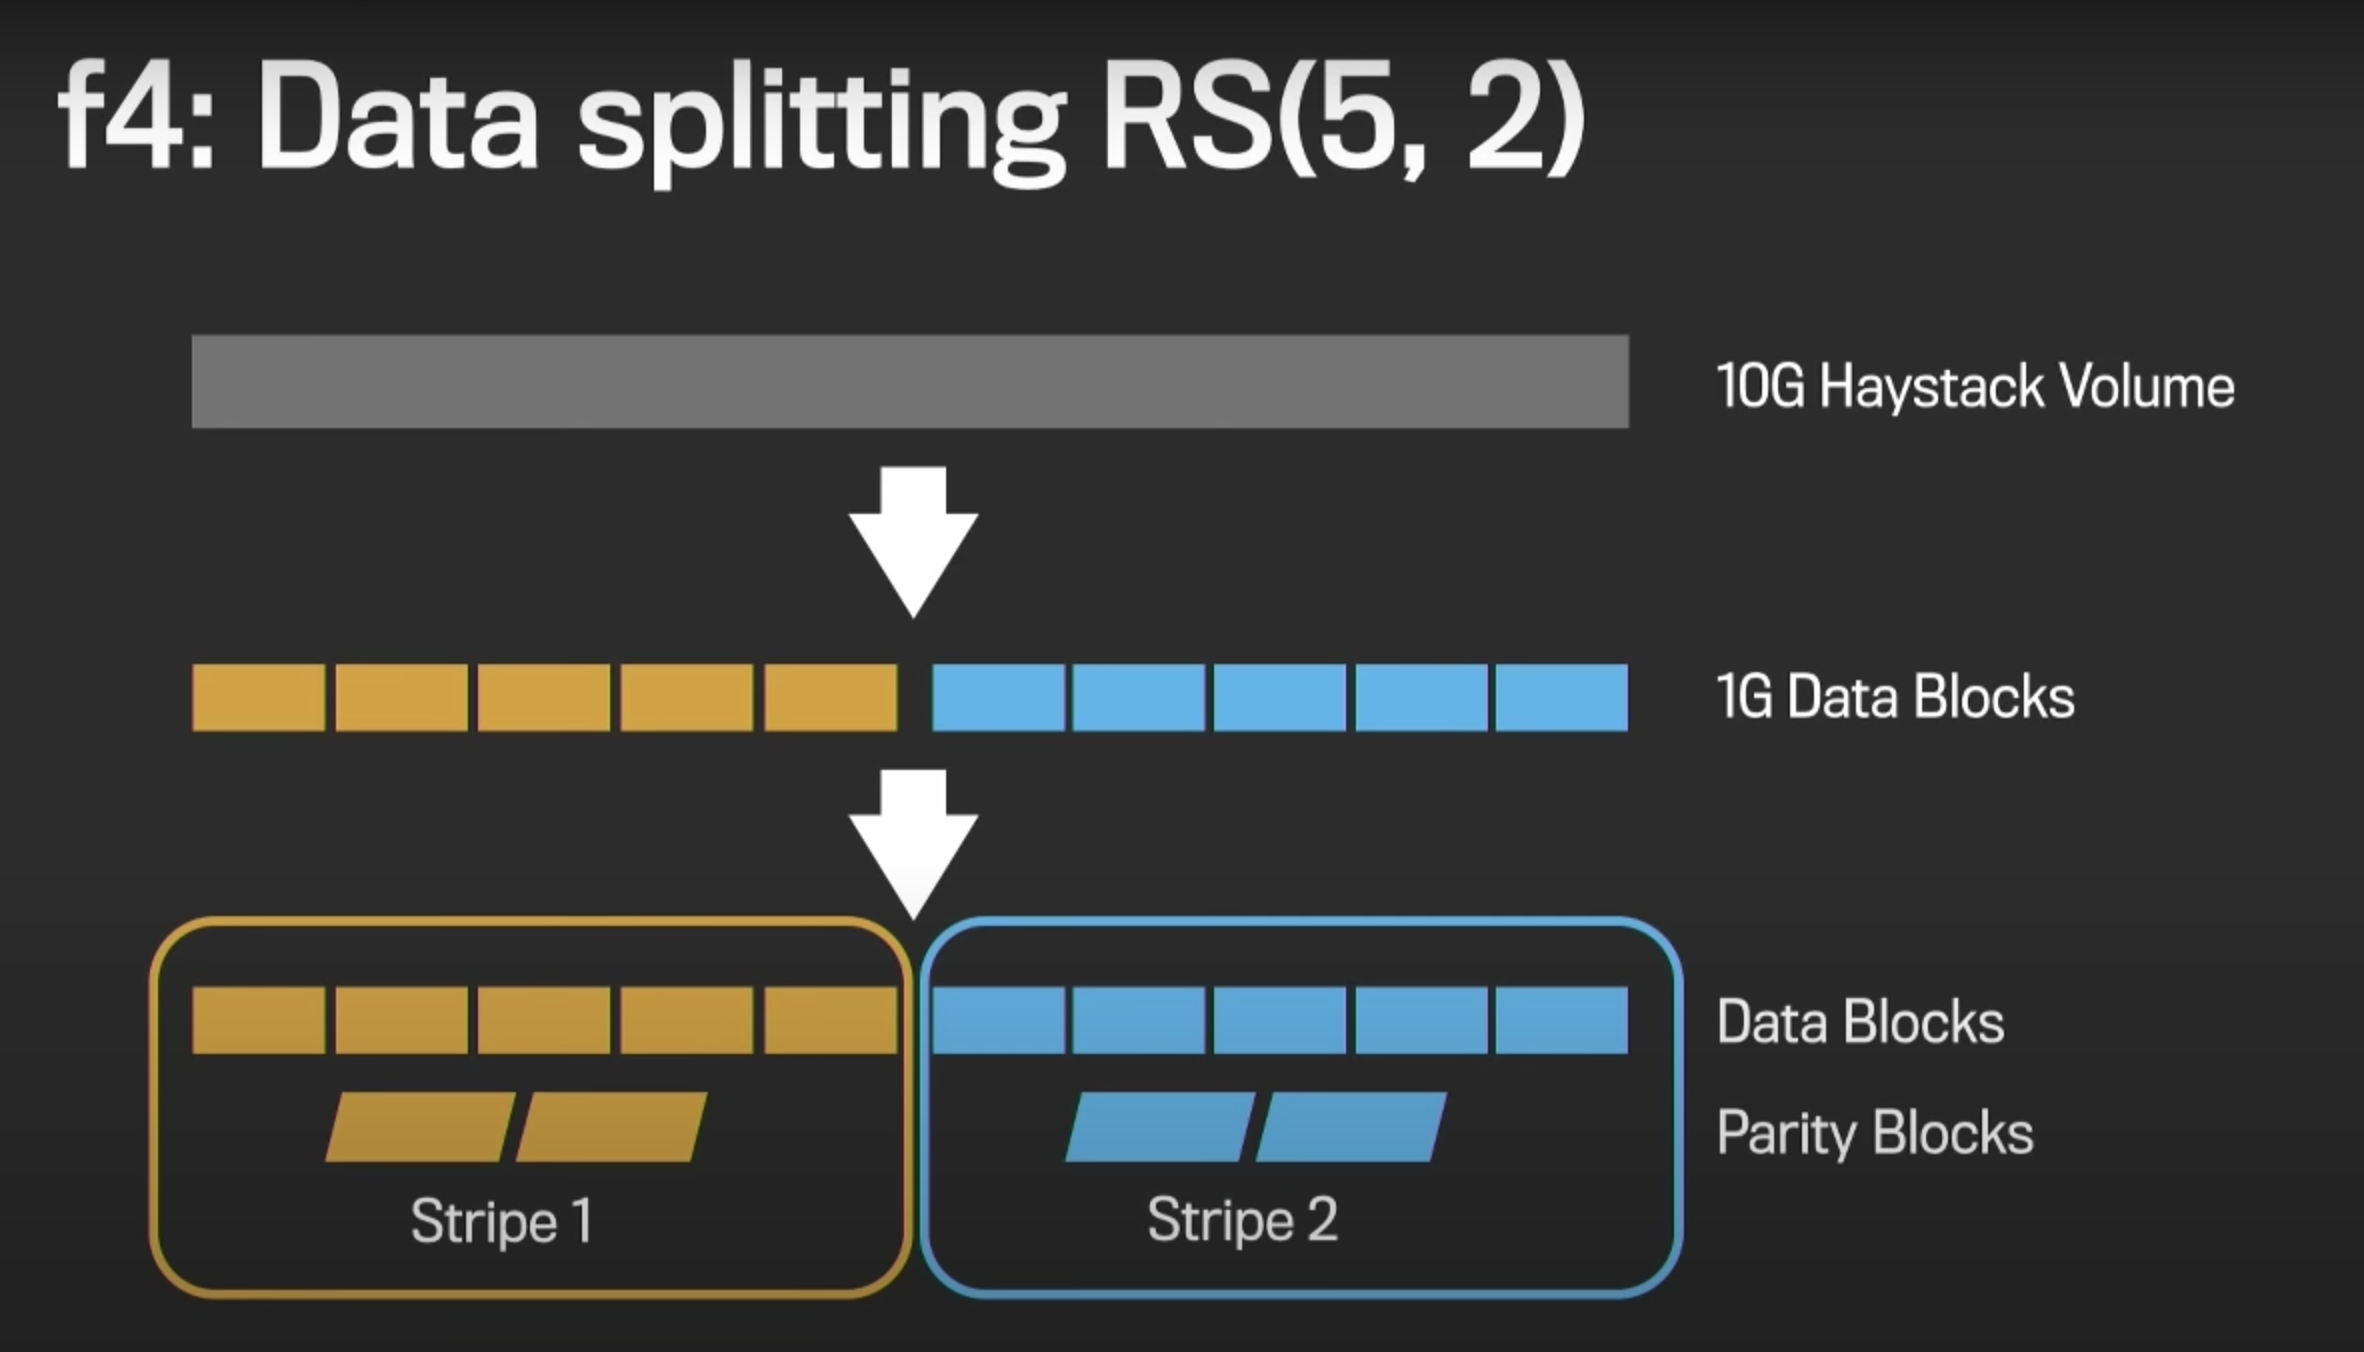 f4: Data splitting RS(5, 2)
10G Haystack Volume
1G Data Blocks
Data Blocks
Parity Blocks
Stripe 1
Stripe 2